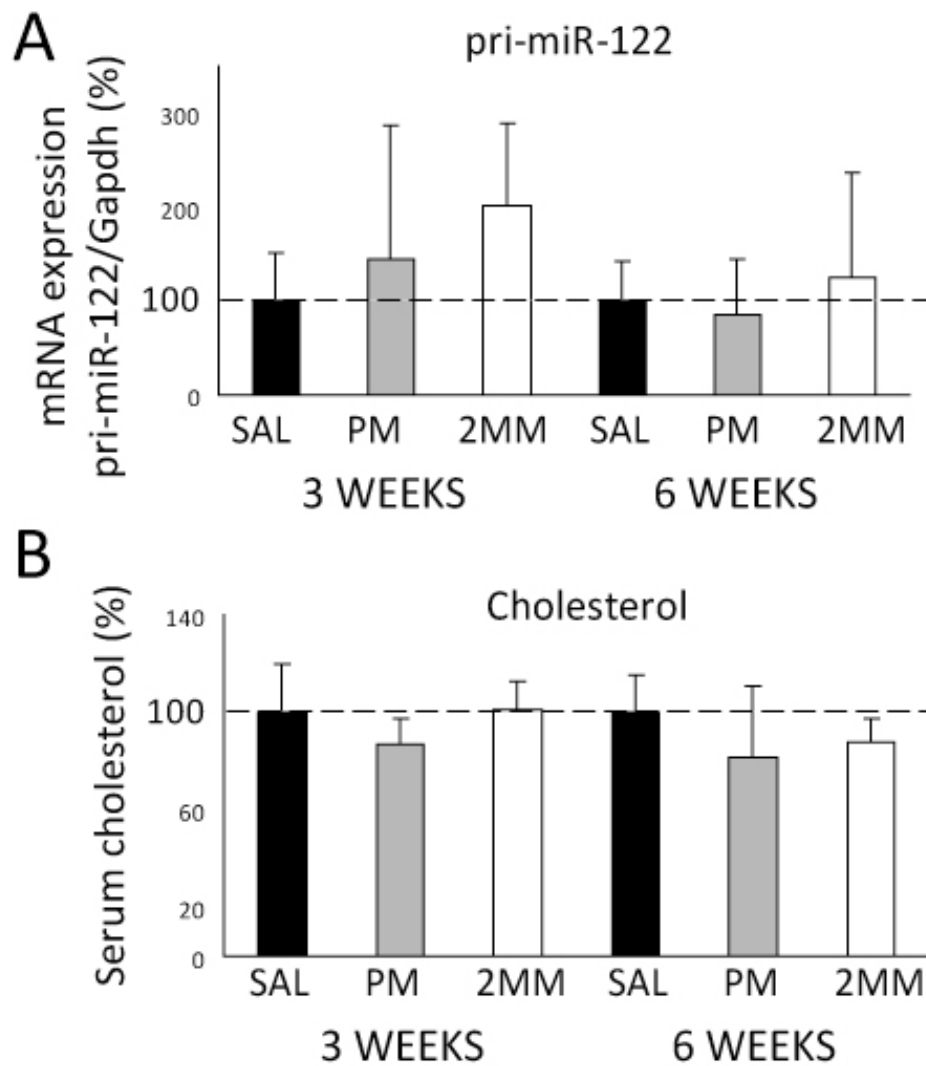 A
pri-miR-122
mRNA expression
pri-miR-122/Gapdh (%)
300
200
100
0
SAL PM 2MM SAL PM 2MM
3 WEEKS 6 WEEKS
B
Cholesterol
Serum cholesterol (%)
140
100
60
20
0
SAL PM 2MM SAL PM 2MM
3 WEEKS 6 WEEKS